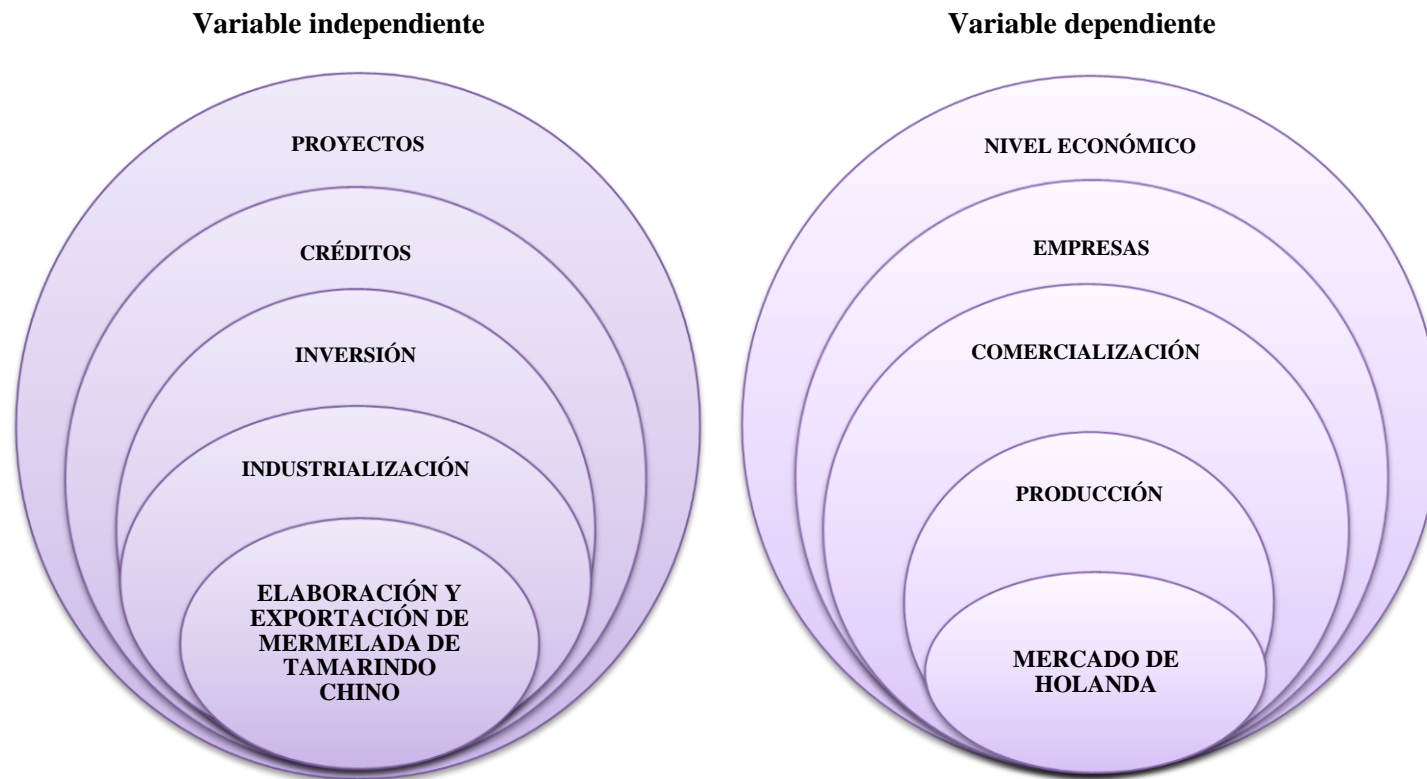 Variable independiente
PROYECTOS
CRÉDITOS
INVERSIÓN
INDUSTRIALIZACIÓN
ELABORACIÓN Y
EXPORTACIÓN DE
MERMELADA DE
TAMARINDO
CHINO
Variable dependiente
NIVEL ECONÓMICO
EMPRESAS
COMERCIALIZACIÓN
PRODUCCIÓN
MERCADO DE
HOLANDA